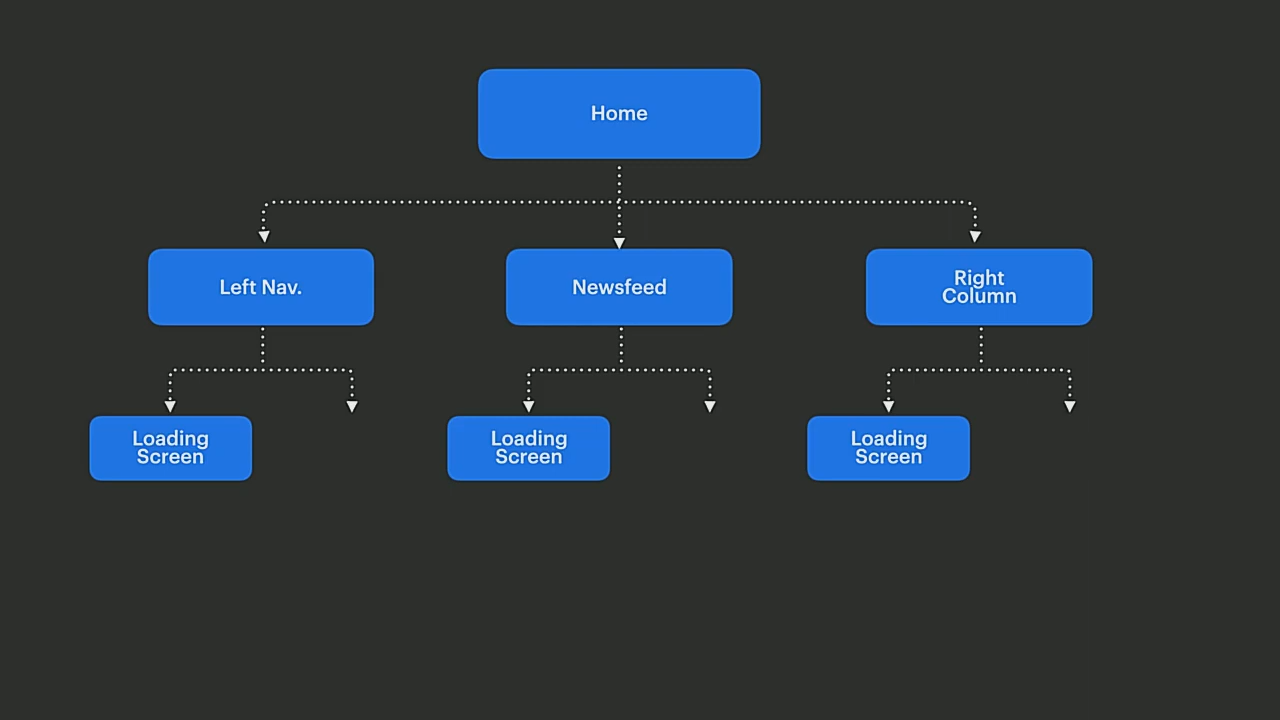 Home
Left Nav.
Newsfeed
Right
Column
Loading
Screen
Loading
Screen
Loading
Screen